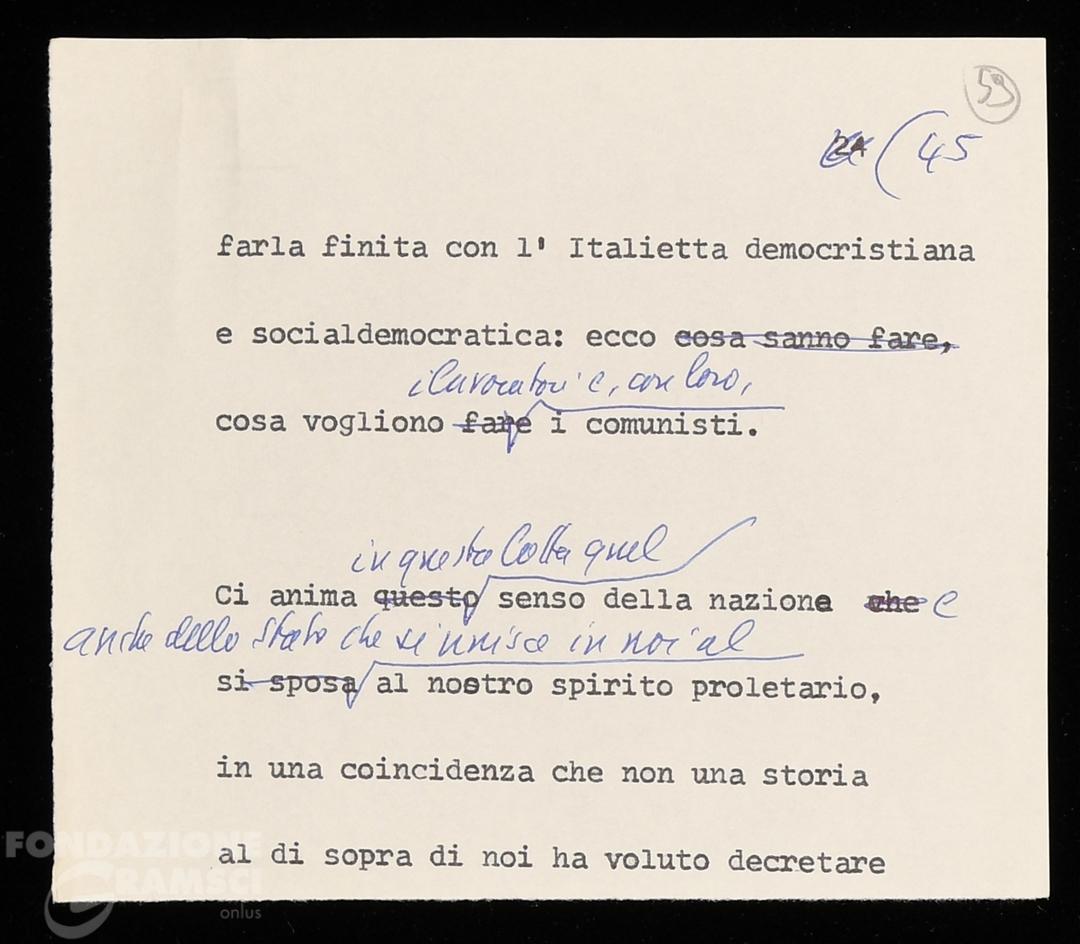 59
24 ( 45
farla finita con l' Italietta democristiana
e socialdemocratica: ecco cosa sanno fare,
i lavoratori e, con loro,
cosa vogliono fare i comunisti.
in questa lotta quel
Ci anima questo senso della nazione che e
anche dello Stato che si unisce in noi al
si sposa al nostro spirito proletario,
in una coincidenza che non una storia
al di sopra di noi ha voluto decretare
FONDAZIONE
GRAMSCI
onlus